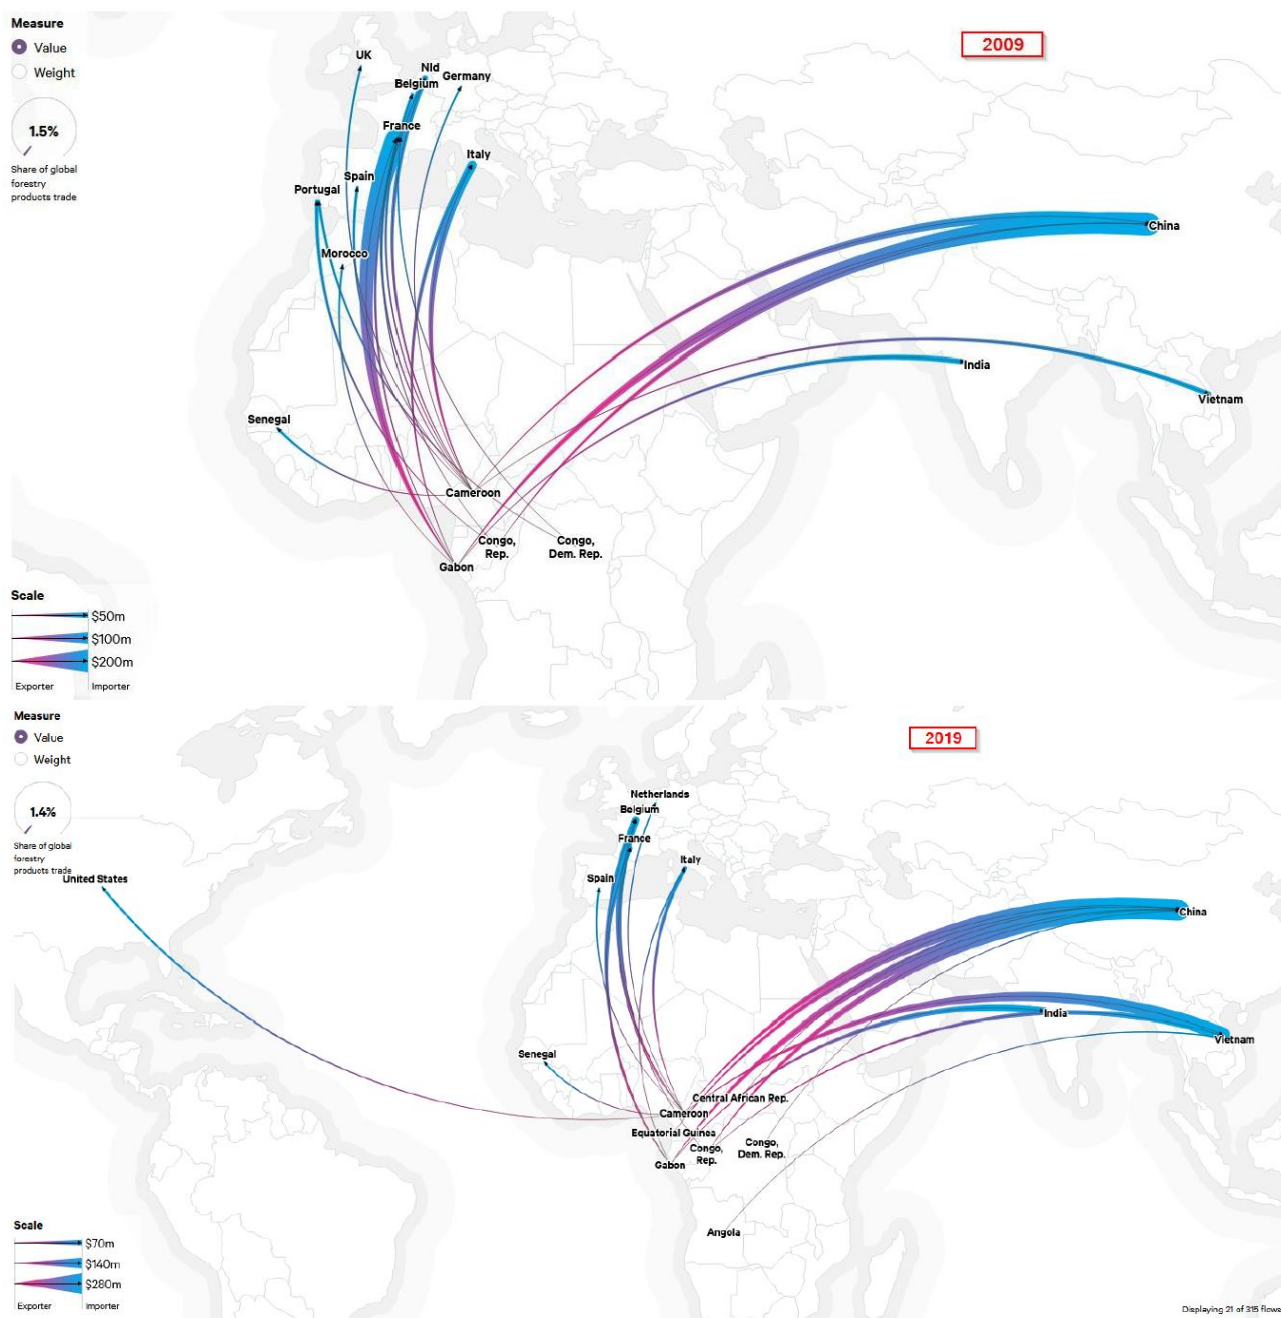 Measure
2009
Value
Weight
UK
Nld
Belgium
Germany
1.5%
France
Italy
Share of global
forestry
products trade
Spain
Portugal
China
Morocco
India
Vietnam
Senegal
Cameroon
Congo,
Rep.
Congo,
Dem. Rep.
Gabon
Scale
$50m
$100m
$200m
Exporter
Importer
Measure
2019
Value
Weight
Netherlands
Belgium
1.4%
France
Share of global
forestry
products trade
Italy
United States
Spain
China
India
Vietnam
Senegal
Central African Rep.
Cameroon
Equatorial Guinea
Congo,
Rep.
Congo,
Dem. Rep.
Gabon
Angola
Scale
$70m
$140m
$280m
Exporter
Importer
Displaying 21 of 315 flows